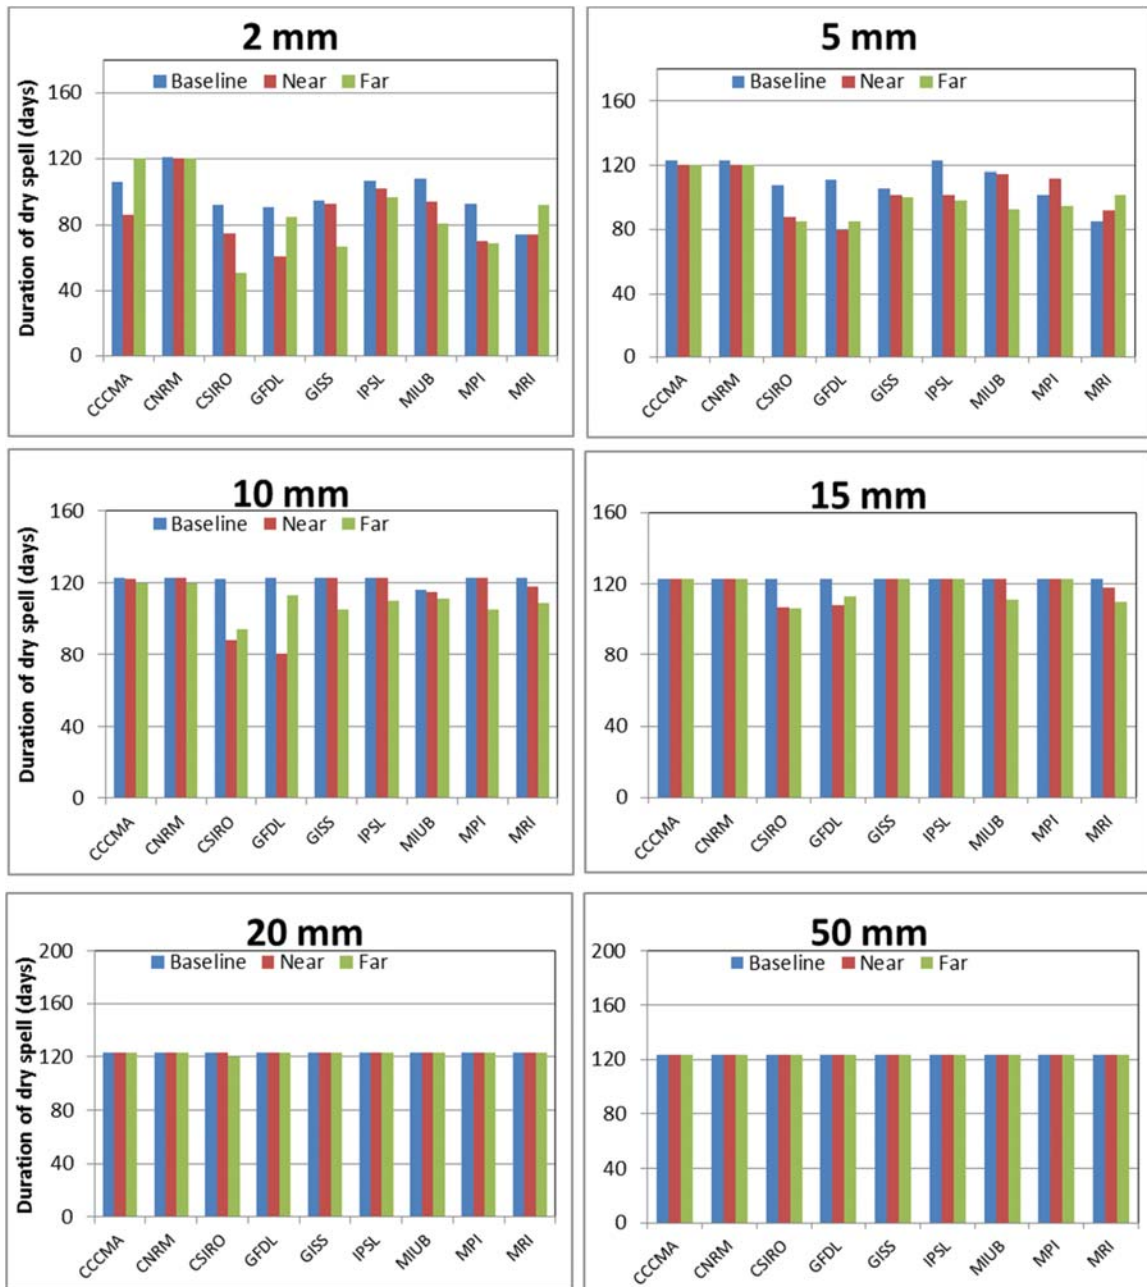 2 mm
Baseline Near Far
Duration of dry spell (days)
160
120
80
40
0
CCCMA CNRM CSIRO GFDL GISS IPSL MIUB MPI MRI
5 mm
Baseline Near Far
160
120
80
40
0
CCCMA CNRM CSIRO GFDL GISS IPSL MIUB MPI MRI
10 mm
Baseline Near Far
Duration of dry spell (days)
160
120
80
40
0
CCCMA CNRM CSIRO GFDL GISS IPSL MIUB MPI MRI
15 mm
160
120
80
40
0
CCCMA CNRM CSIRO GFDL GISS IPSL MIUB MPI MRI
20 mm
Baseline Near Far
Duration of dry spell (days)
200
160
120
80
40
0
CCCMA CNRM CSIRO GFDL GISS IPSL MIUB MPI MRI
50 mm
Baseline Near Far
200
160
120
80
40
0
CCCMA CNRM CSIRO GFDL GISS IPSL MIUB MPI MRI